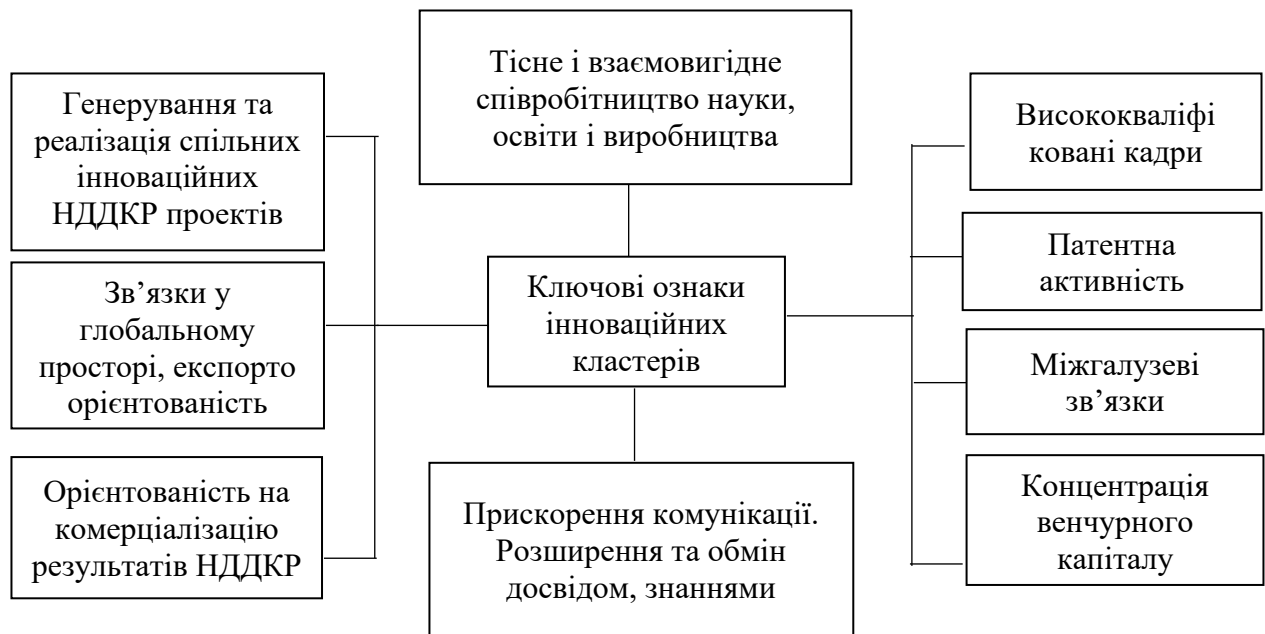 Генерування та
реалізація спільних
інноваційних
НДДКР проектів
Зв’язки у
глобальному
просторі, експорто
орієнтованість
Орієнтованість на
комерціалізацію
результатів НДДКР
Тісне і взаємовигідне
співробітництво науки,
освіти і виробництва
Ключові ознаки
інноваційних
кластерів
Прискорення комунікації.
Розширення та обмін
досвідом, знаннями
Висококваліфі
ковані кадри
Патентна
активність
Міжгалузеві
зв’язки
Концентрація
венчурного
капіталу